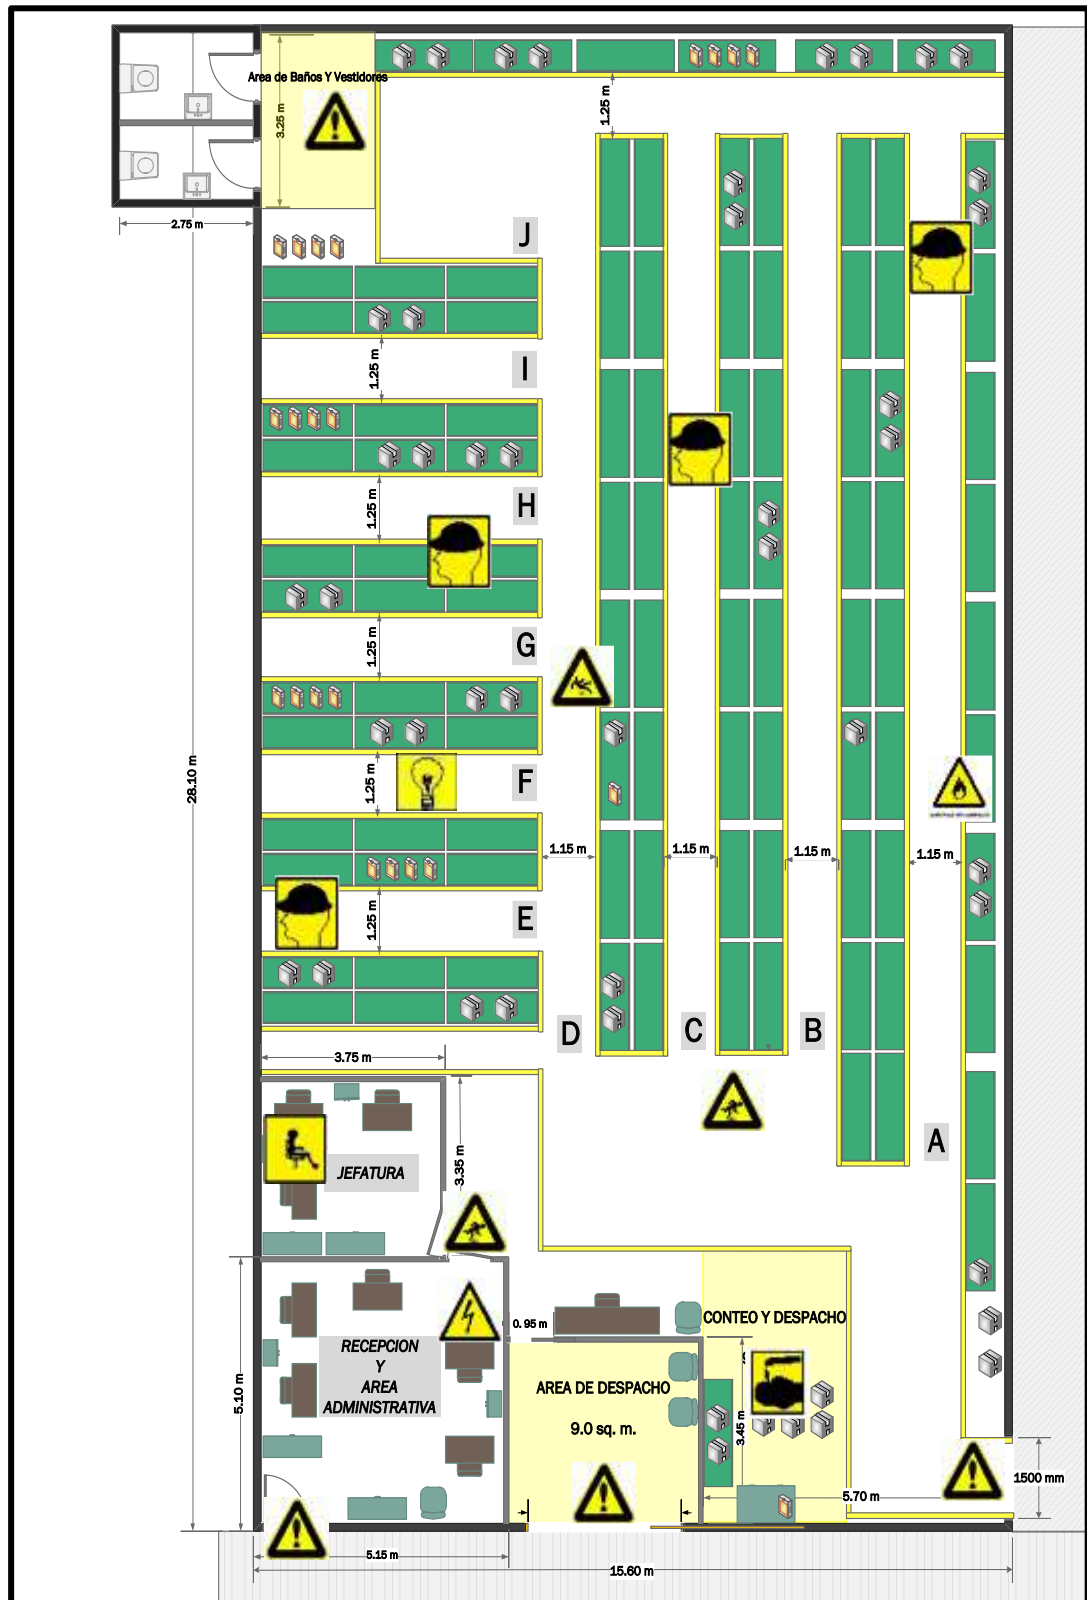 Area de Baños Y Vestidores
3.25 m
1.25 m
2.75 m
J
1.25 m
I
1.25 m
H
1.25 m
G
1.25 m
F
28.10 m
1.15 m
1.15 m
1.15 m
1.15 m
1.25 m
E
D
C
B
3.75 m
A
3.35 m
JEFATURA
0. 95 m
CONTEO Y DESPACHO
RECEPCION
Y
AREA
ADMINISTRATIVA
AREA DE DESPACHO
9.0 sq. m.
5.10 m
3.45 m
1500 mm
5.70 m
5.15 m
15.60 m